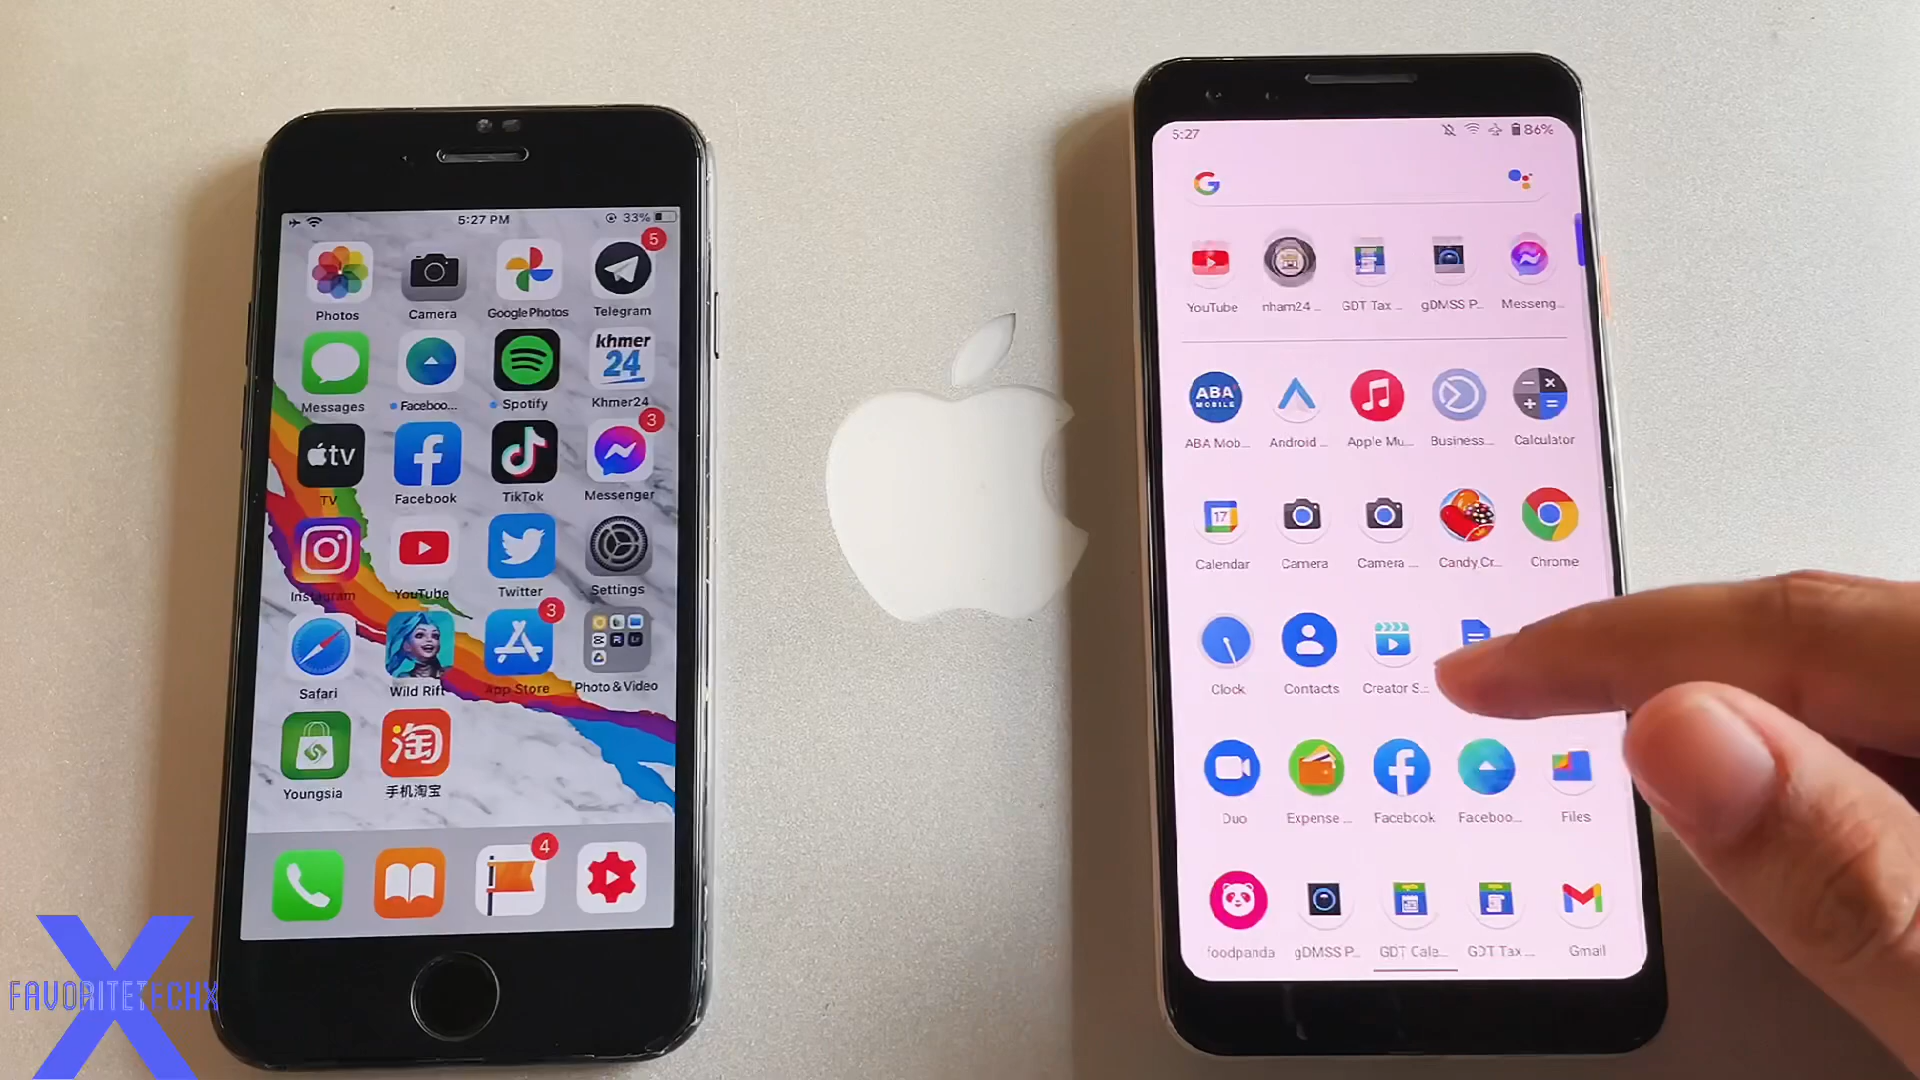 5:27 PM
33%
5
Photos
Camera
Google Photos
Telegram
khmer
24
Messages
Faceboo...
Spotify
Khmer24
3
tv
TV
Facebook
TikTok
Messenger
Instagram
YouTube
Twitter
Settings
3
Safari
Wild Rift
App Store
Photo & Video
淘
Youngsia
手机淘宝
4
FAVORITETECHX
X
5:27
86%
G
YouTube
nham24 ...
GDT Tax ...
gDMSS P...
Messeng...
ABA
MOBILE
ABA Mob...
Android ...
Apple Mu...
Business...
Calculator
17
Calendar
Camera
Camera ...
Candy Cr...
Chrome
Clock
Contacts
Creator S...
Duo
Expense ...
Facebook
Faceboo...
Files
foodpanda
gDMSS P...
GDT Cale...
GDT Tax ...
Gmail